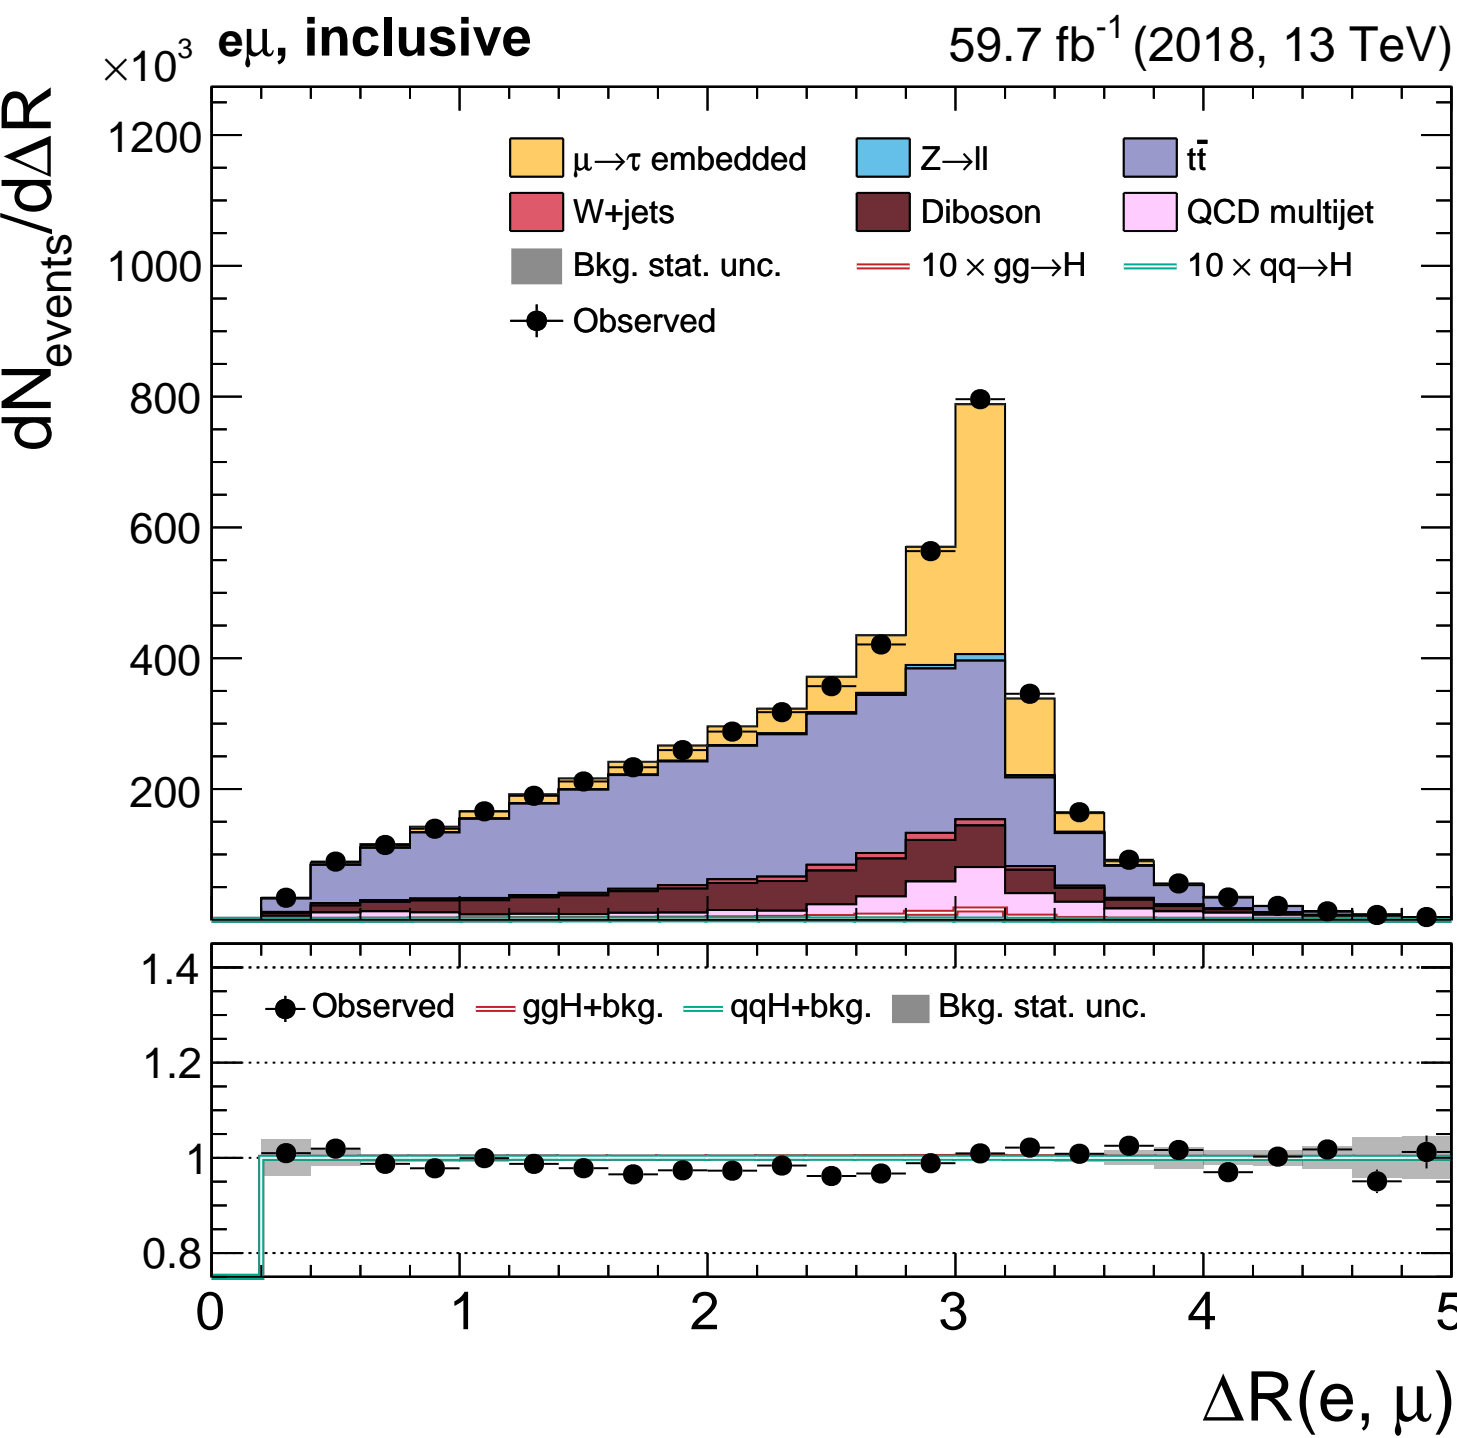 eμ, inclusive 59.7 fb⁻¹ (2018, 13 TeV)
×10³
dN_events/dΔR
1200
1000
800
600
400
200
μ→τ embedded Z→ll tt̄
W+jets Diboson QCD multijet
Bkg. stat. unc. 10 × gg→H 10 × qq→H
Observed
1.4
1.2
1
0.8
Observed ggH+bkg. qqH+bkg. Bkg. stat. unc.
0 1 2 3 4 5
ΔR(e, μ)